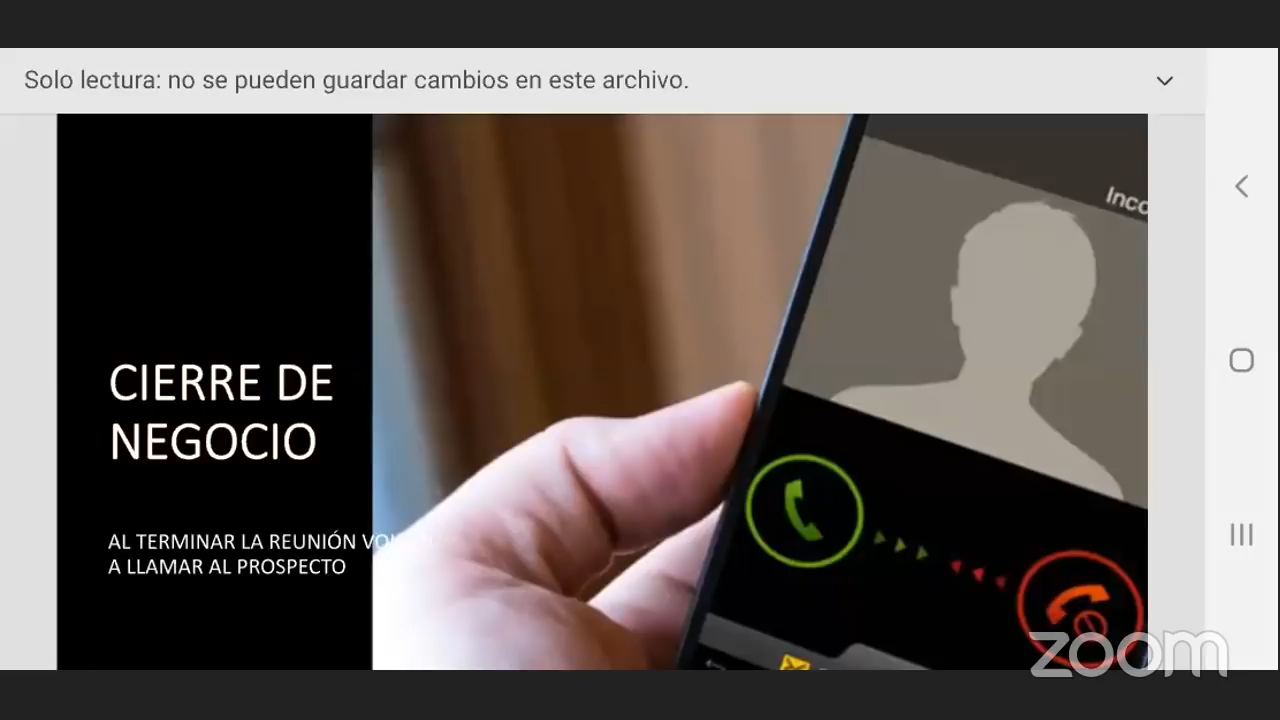 Solo lectura: no se pueden guardar cambios en este archivo.
Inco
CIERRE DE
NEGOCIO
AL TERMINAR LA REUNIÓN
A LLAMAR AL PROSPECTO
zoom